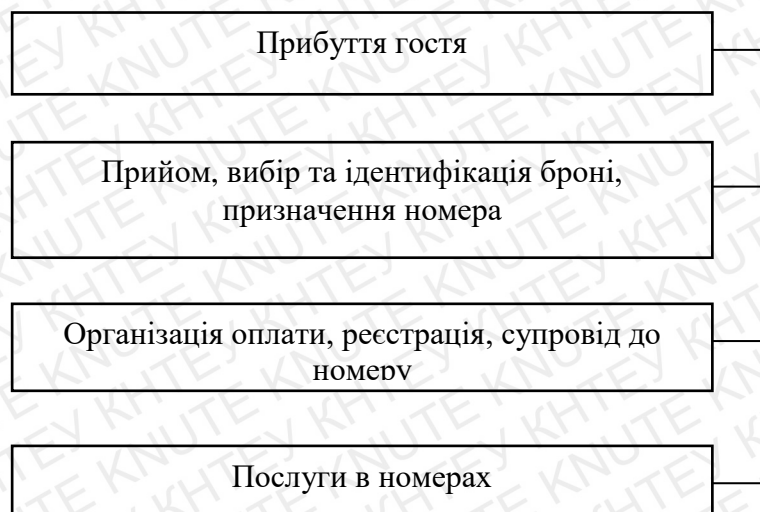 Прибуття гостя
Прийом, вибір та ідентифікація броні,
призначення номера
Організація оплати, реєстрація, супровід до
номеру
Послуги в номерах